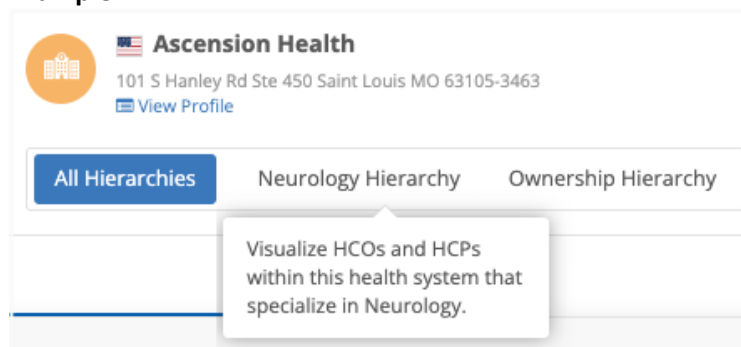 Ascension Health
101 S Hanley Rd Ste 450 Saint Louis MO 63105-3463
View Profile
All Hierarchies Neurology Hierarchy Ownership Hierarchy
Visualize HCOs and HCPs
within this health system that
specialize in Neurology.